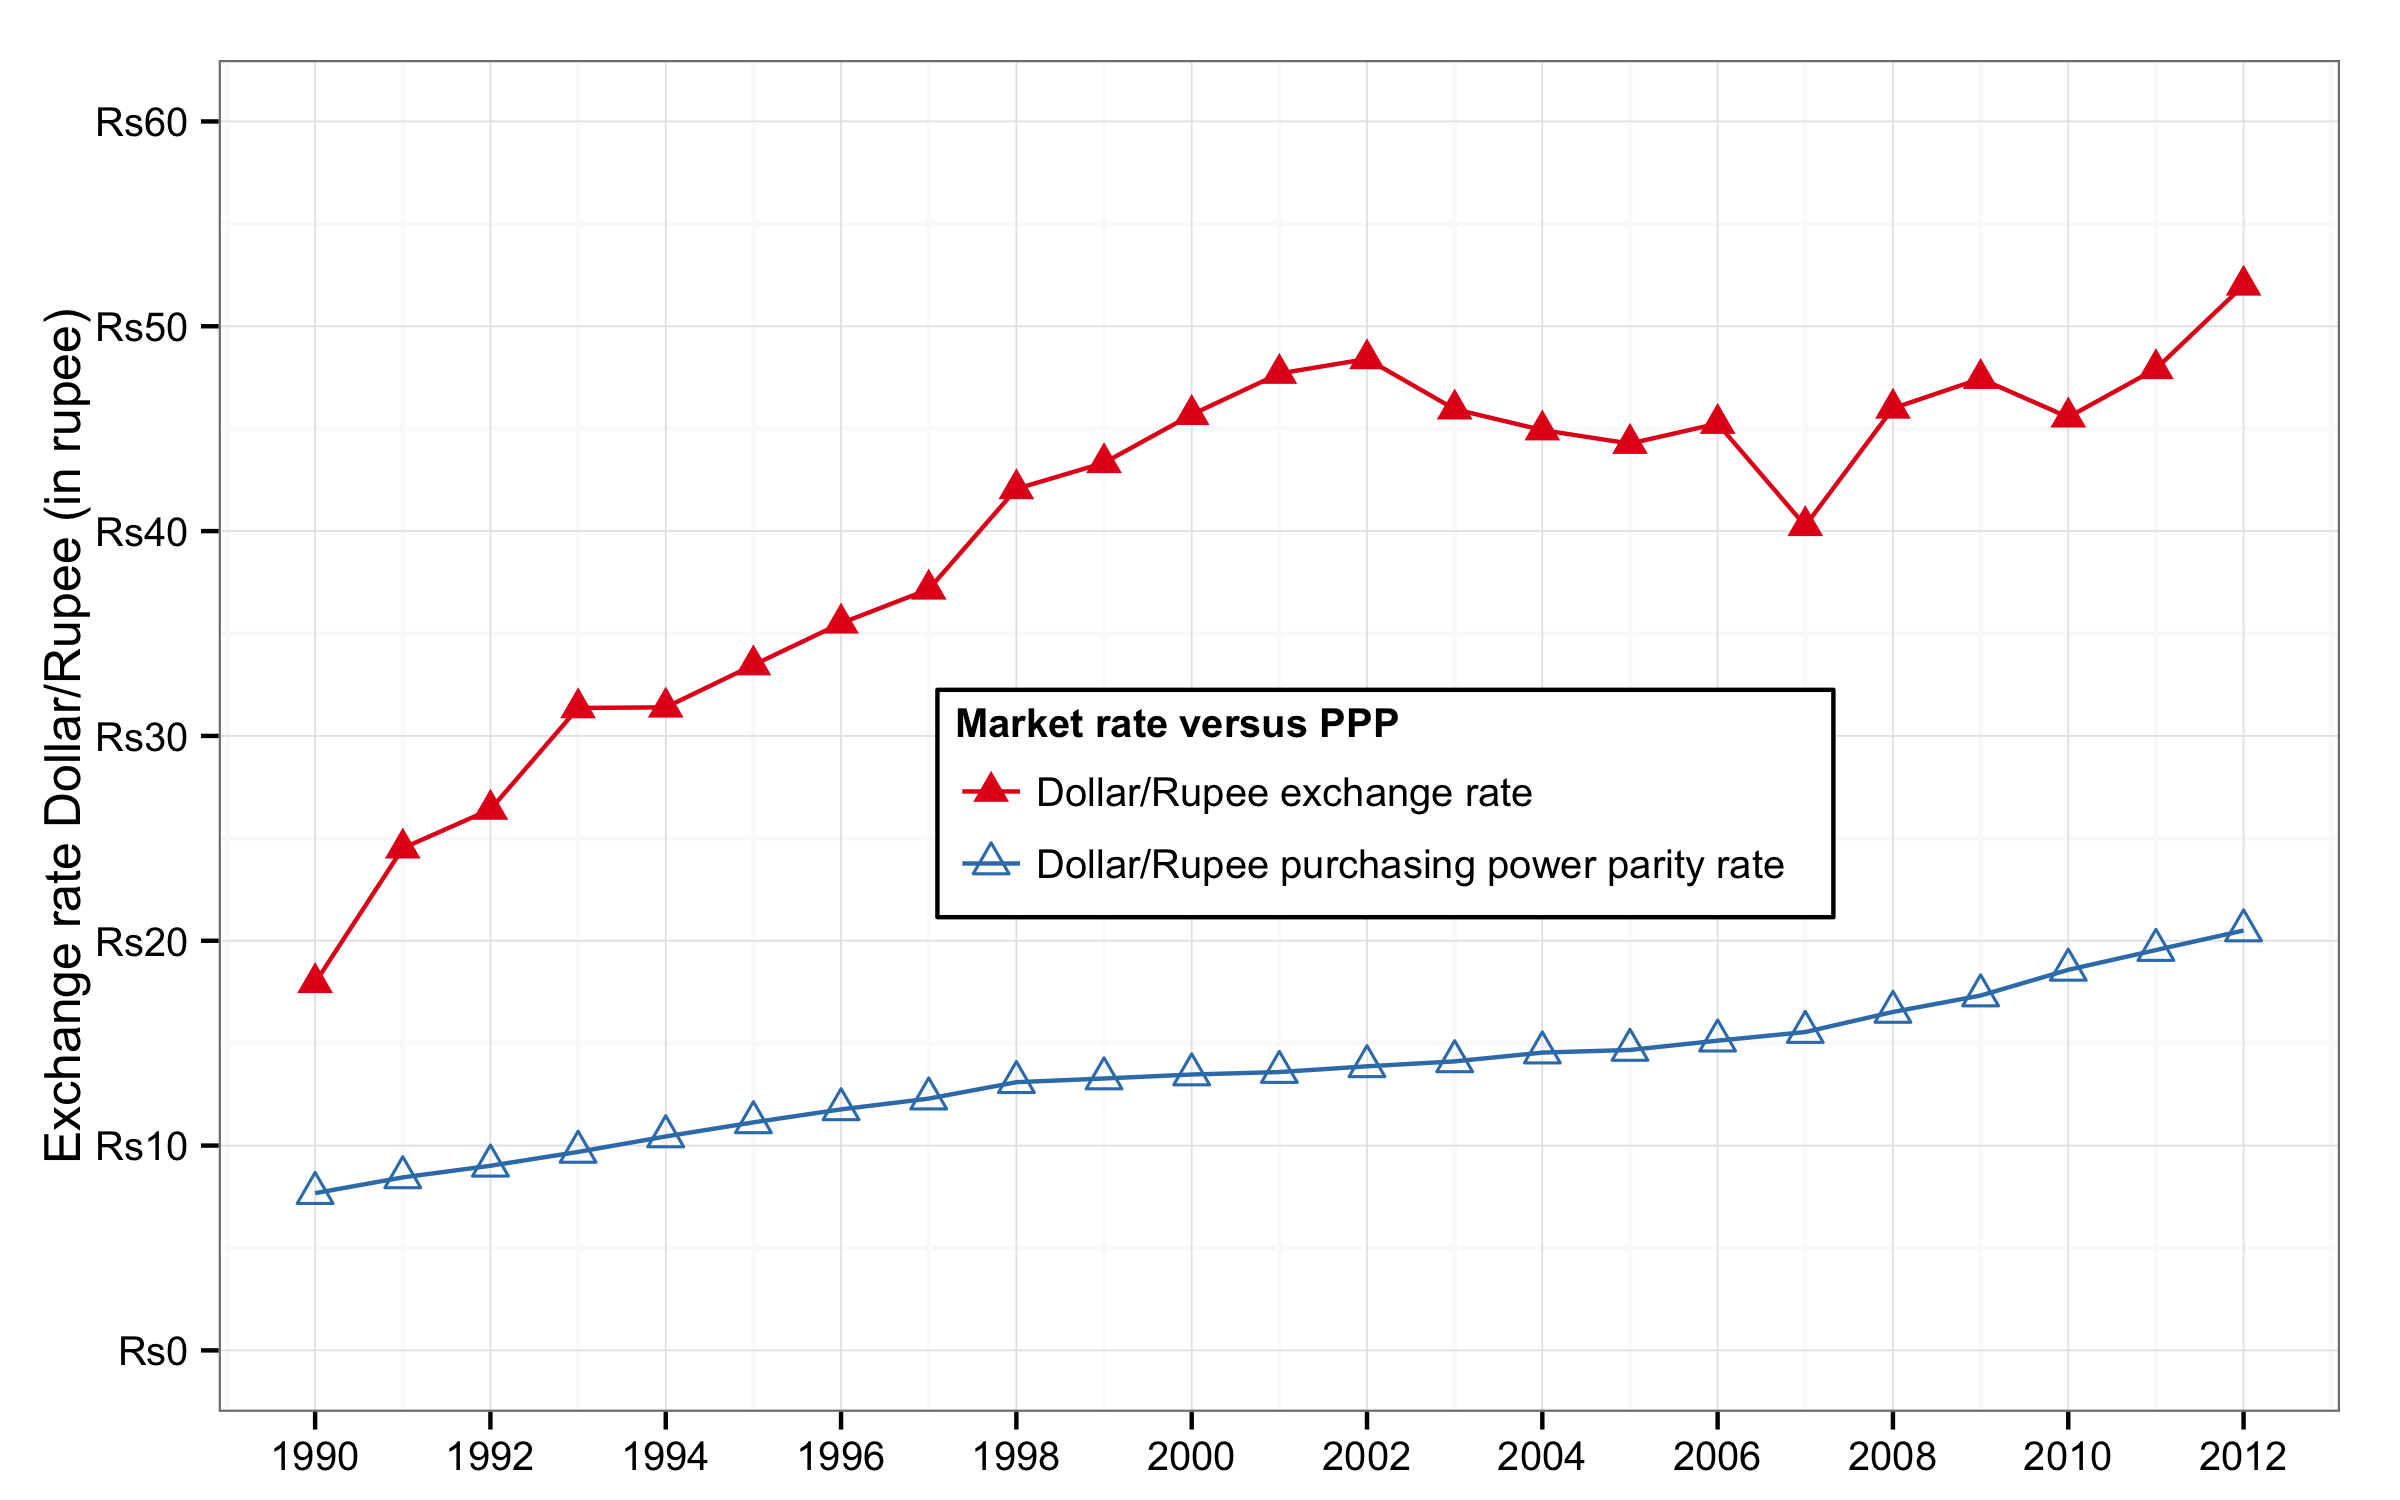 Exchange rate Dollar/Rupee (in rupee)
Rs60
Rs50
Rs40
Rs30
Rs20
Rs10
Rs0
Market rate versus PPP
Dollar/Rupee exchange rate
Dollar/Rupee purchasing power parity rate
1990 1992 1994 1996 1998 2000 2002 2004 2006 2008 2010 2012